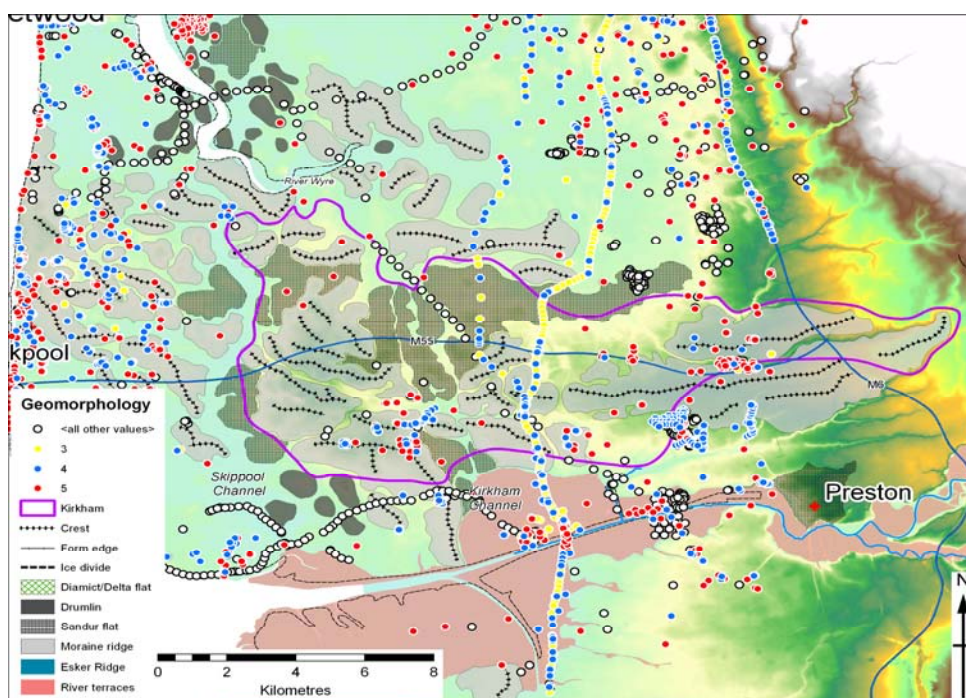 etwood
River Wyre
kpool
M55
M6
Geomorphology
<all other values>
3
4
5
Kirkham
Crest
Form edge
Ice divide
Diamict/Delta flat
Drumlin
Sandur flat
Moraine ridge
Esker Ridge
River terraces
Skippool
Channel
Kirkham
Channel
Preston
N
0 2 4 6 8
Kilometres